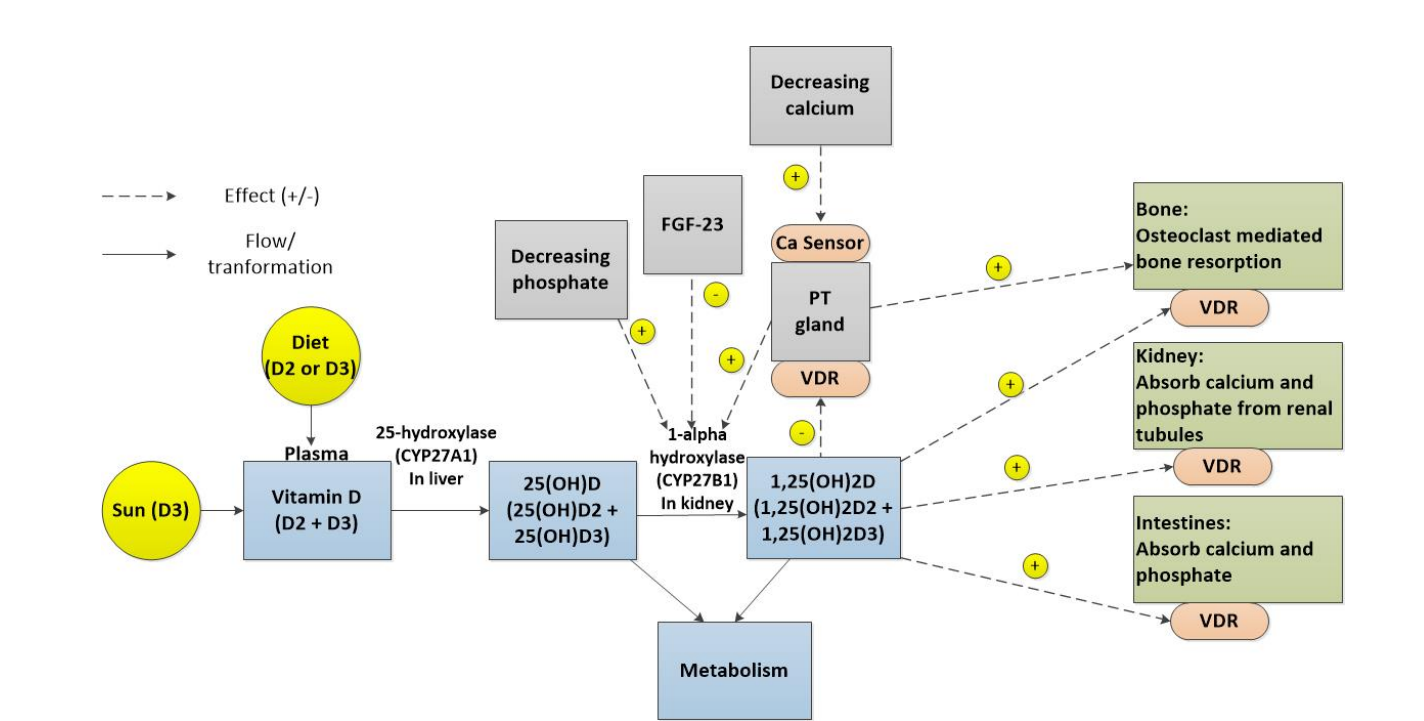 Decreasing
calcium
+
Effect (+/-)
Flow/
tranformation
FGF-23
-
Decreasing
phosphate
+
Ca Sensor
PT
gland
VDR
+
+
-
Bone:
Osteoclast mediated
bone resorption
VDR
+
Kidney:
Absorb calcium and
phosphate from renal
tubules
VDR
+
Intestines:
Absorb calcium and
phosphate
VDR
+
Diet
(D2 or D3)
Sun (D3)
Plasma
Vitamin D
(D2 + D3)
25-hydroxylase
(CYP27A1)
In liver
25(OH)D
(25(OH)D2 +
25(OH)D3)
1-alpha
hydroxylase
(CYP27B1)
In kidney
1,25(OH)2D
(1,25(OH)2D2 +
1,25(OH)2D3)
Metabolism